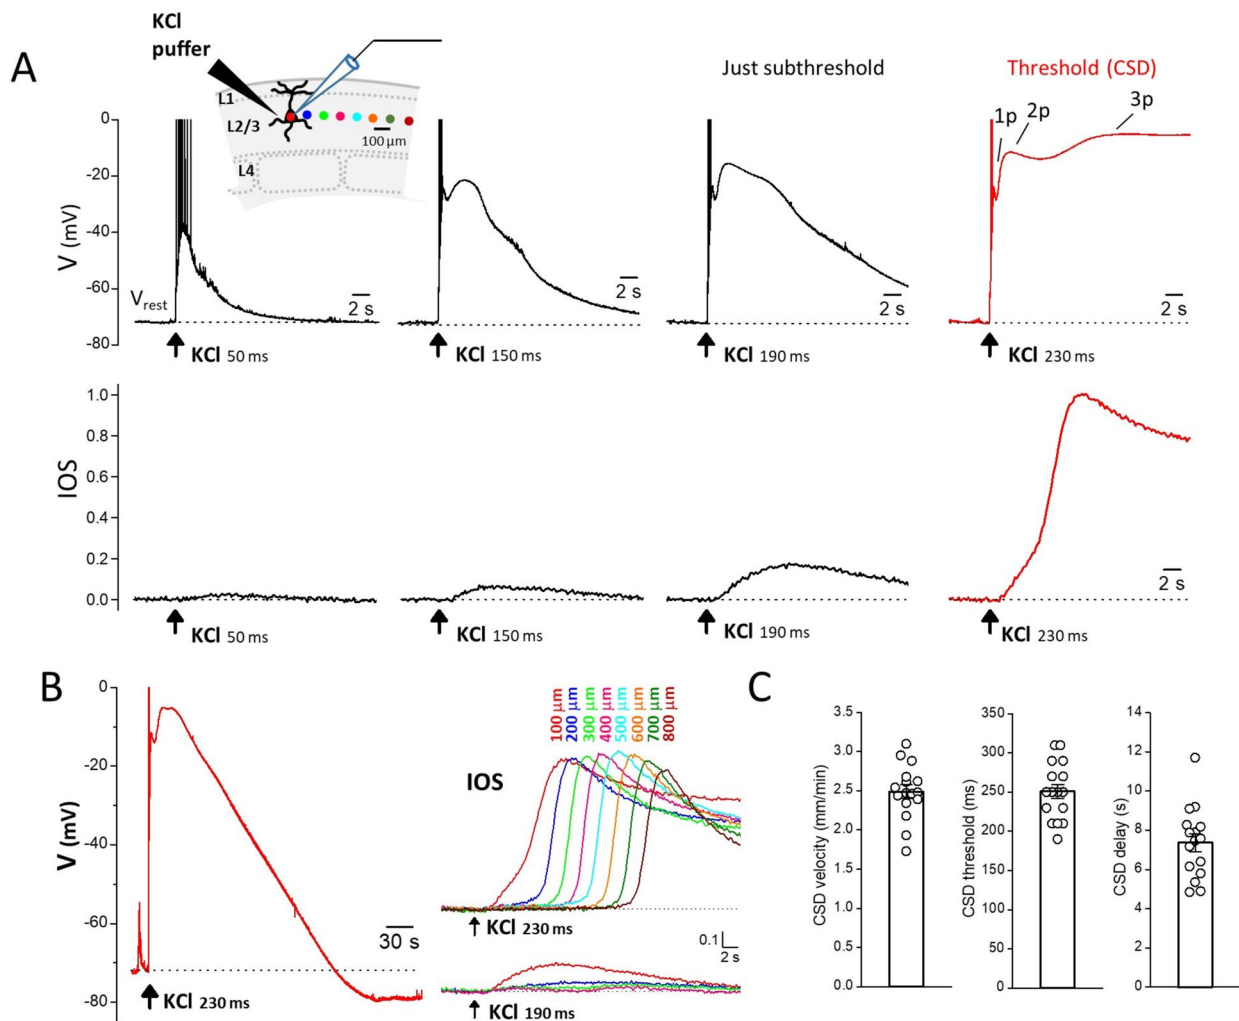 A
KCl
puffer
L1
L2/3
L4
100 µm
Just subthreshold
Threshold (CSD)
1p
2p
3p
V (mV)
0
-20
-40
-60
-80
Vrest
2 s
2 s
2 s
2 s
KCl 50 ms
KCl 150 ms
KCl 190 ms
KCl 230 ms
IOS
1.0
0.8
0.6
0.4
0.2
0.0
2 s
KCl 50 ms
KCl 150 ms
KCl 190 ms
KCl 230 ms
B
V (mV)
0
-20
-40
-60
-80
30 s
KCl 230 ms
IOS
100 µm
200 µm
300 µm
400 µm
500 µm
600 µm
700 µm
800 µm
KCl 230 ms
0.1
2 s
KCl 190 ms
C
CSD velocity (mm/min)
3.5
3.0
2.5
2.0
1.5
1.0
0.5
0.0
CSD threshold (ms)
350
300
250
200
150
100
50
0
CSD delay (s)
14
12
10
8
6
4
2
0